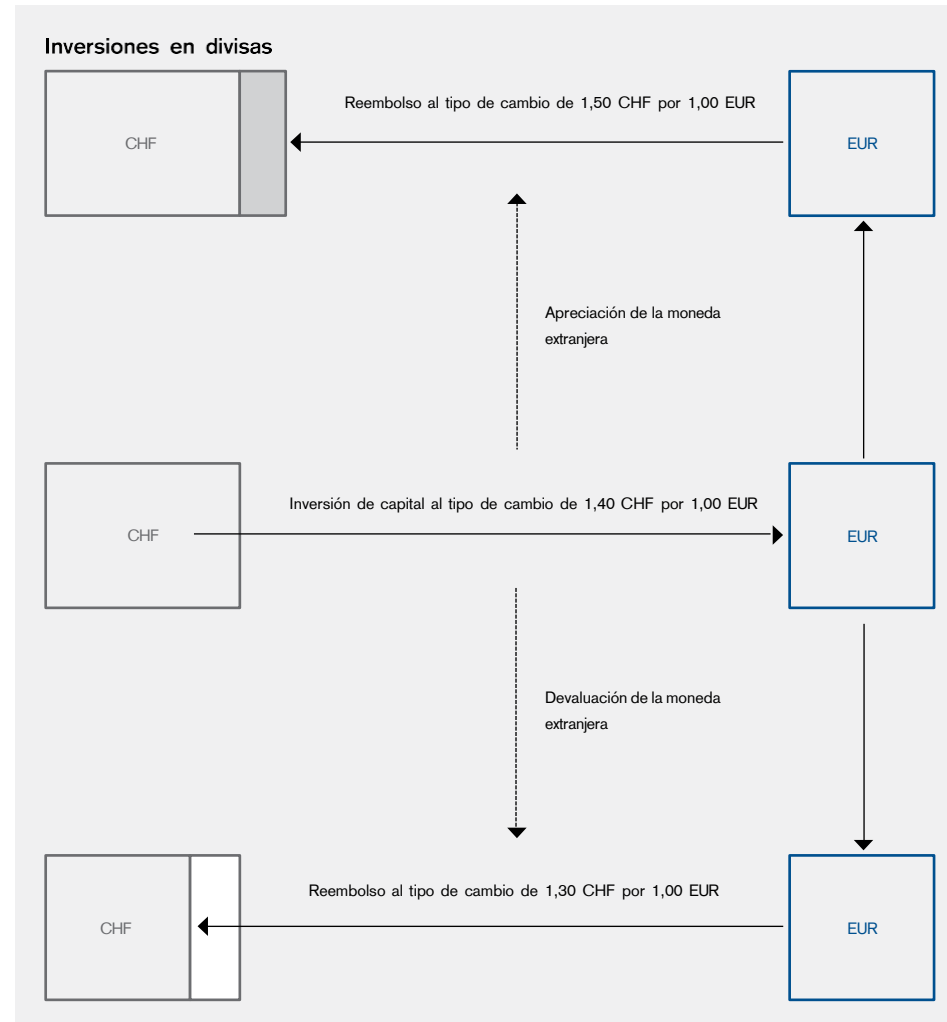 Inversiones en divisas
Reembolso al tipo de cambio de 1,50 CHF por 1,00 EUR
CHF
EUR
Apreciación de la moneda
extranjera
Inversión de capital al tipo de cambio de 1,40 CHF por 1,00 EUR
CHF
EUR
Devaluación de la moneda
extranjera
Reembolso al tipo de cambio de 1,30 CHF por 1,00 EUR
CHF
EUR